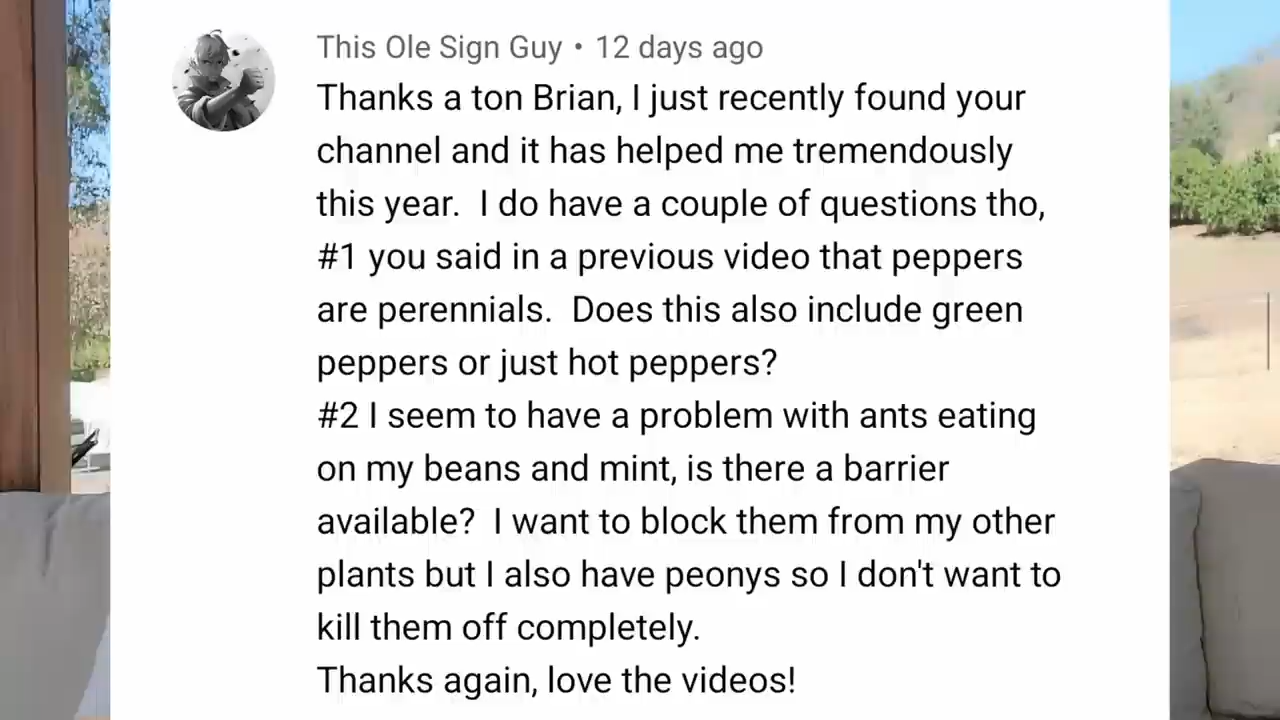 This Ole Sign Guy • 12 days ago
Thanks a ton Brian, I just recently found your
channel and it has helped me tremendously
this year.  I do have a couple of questions tho,
#1 you said in a previous video that peppers
are perennials.  Does this also include green
peppers or just hot peppers?
#2 I seem to have a problem with ants eating
on my beans and mint, is there a barrier
available?  I want to block them from my other
plants but I also have peonys so I don't want to
kill them off completely.
Thanks again, love the videos!